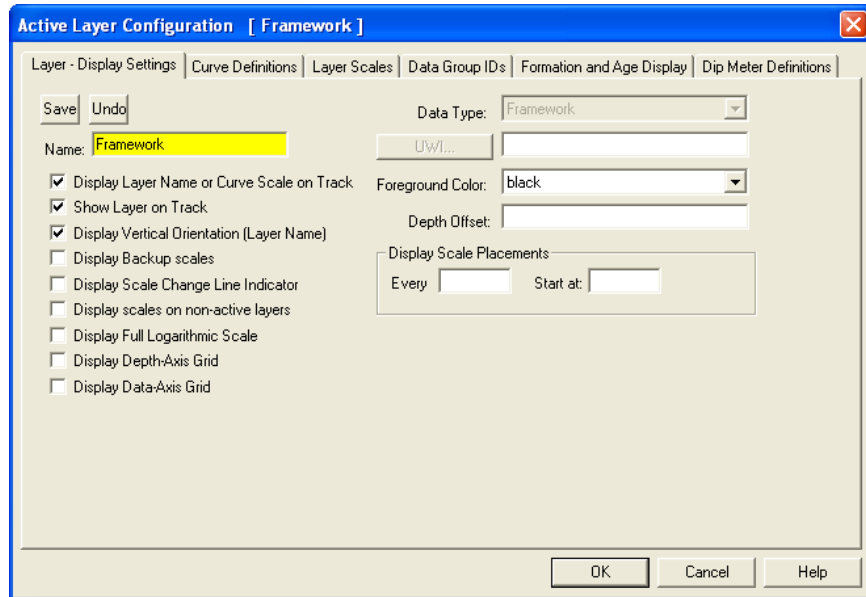 Active Layer Configuration [ Framework ]
Layer - Display Settings Curve Definitions Layer Scales Data Group IDs Formation and Age Display Dip Meter Definitions
Save Undo
Name: Framework
Display Layer Name or Curve Scale on Track
Show Layer on Track
Display Vertical Orientation (Layer Name)
Display Backup scales
Display Scale Change Line Indicator
Display scales on non-active layers
Display Full Logarithmic Scale
Display Depth-Axis Grid
Display Data-Axis Grid
Data Type: Framework
UWI...
Foreground Color: black
Depth Offset:
Display Scale Placements
Every Start at:
OK Cancel Help